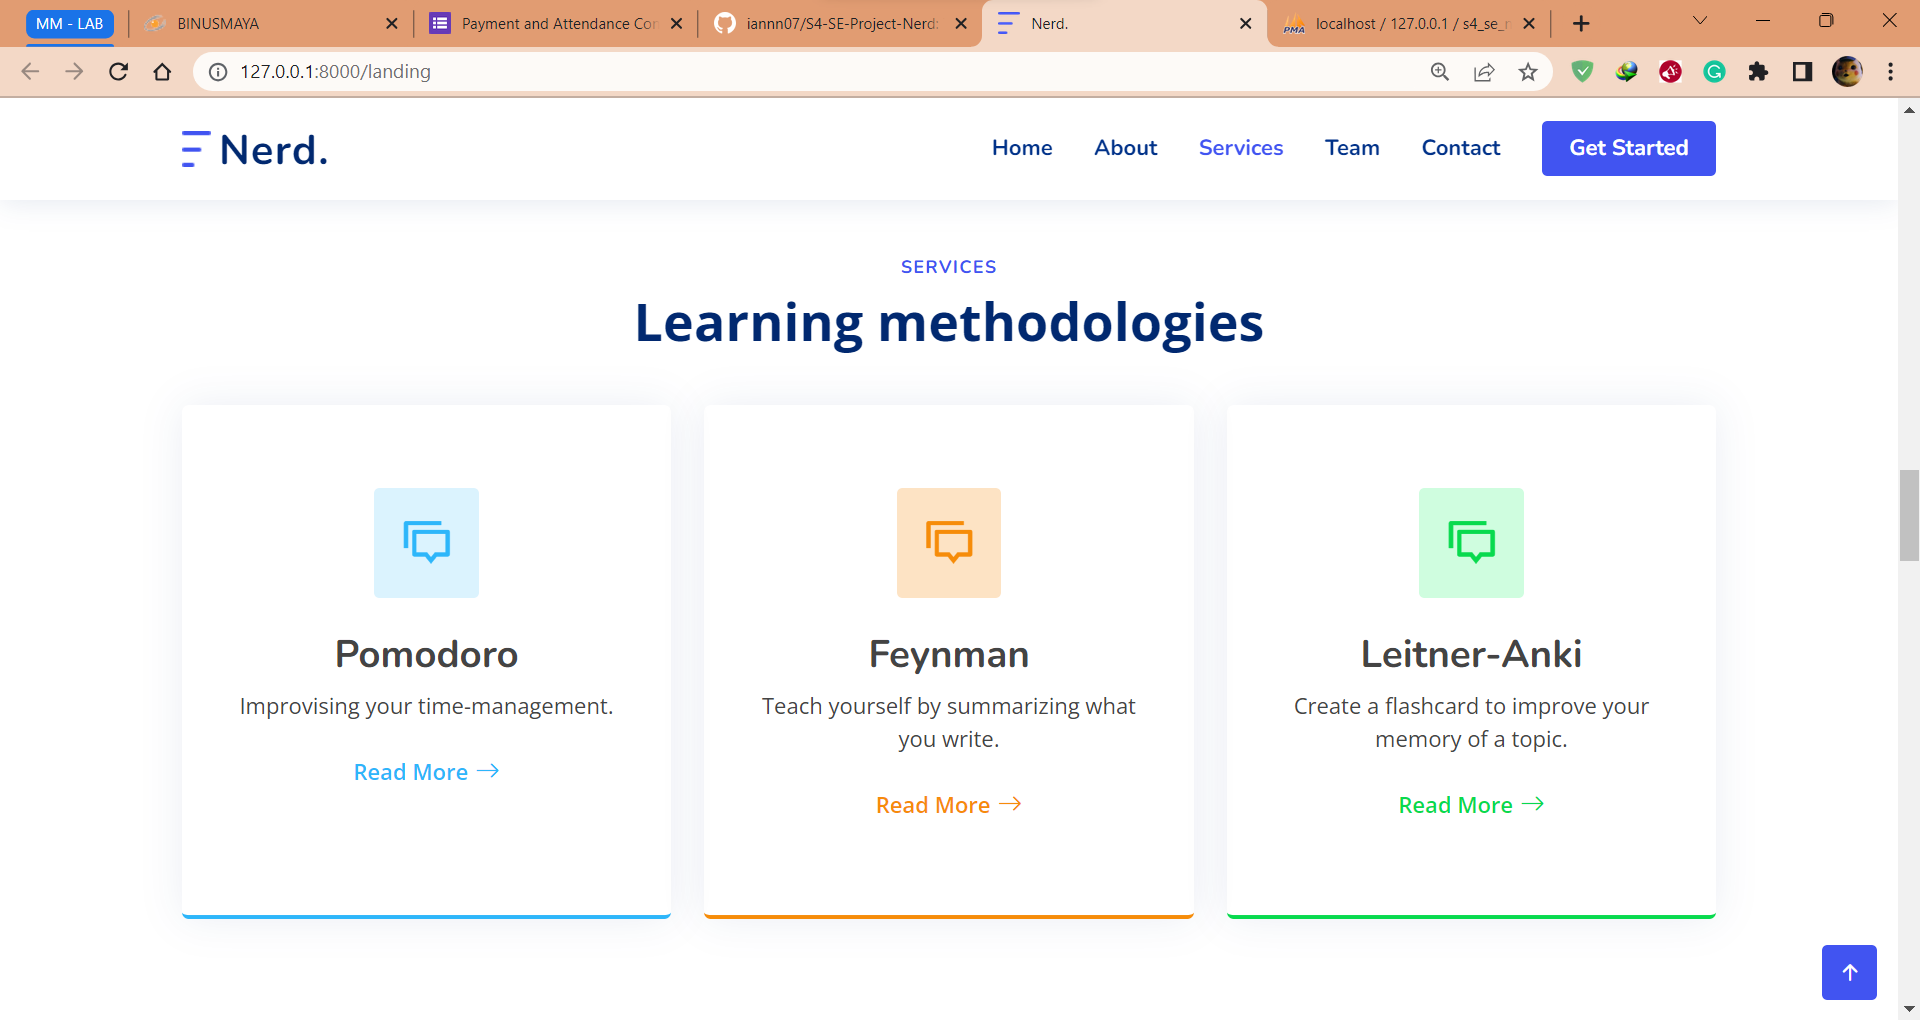 MM - LAB
BINUSMAYA
Payment and Attendance Co
iannn07/S4-SE-Project-Nerd
Nerd.
localhost / 127.0.0.1 / s4_se_
127.0.0.1:8000/landing
Nerd.
Home
About
Services
Team
Contact
Get Started
SERVICES
Learning methodologies
Pomodoro
Improvising your time-management.
Read More →
Feynman
Teach yourself by summarizing what
you write.
Read More →
Leitner-Anki
Create a flashcard to improve your
memory of a topic.
Read More →